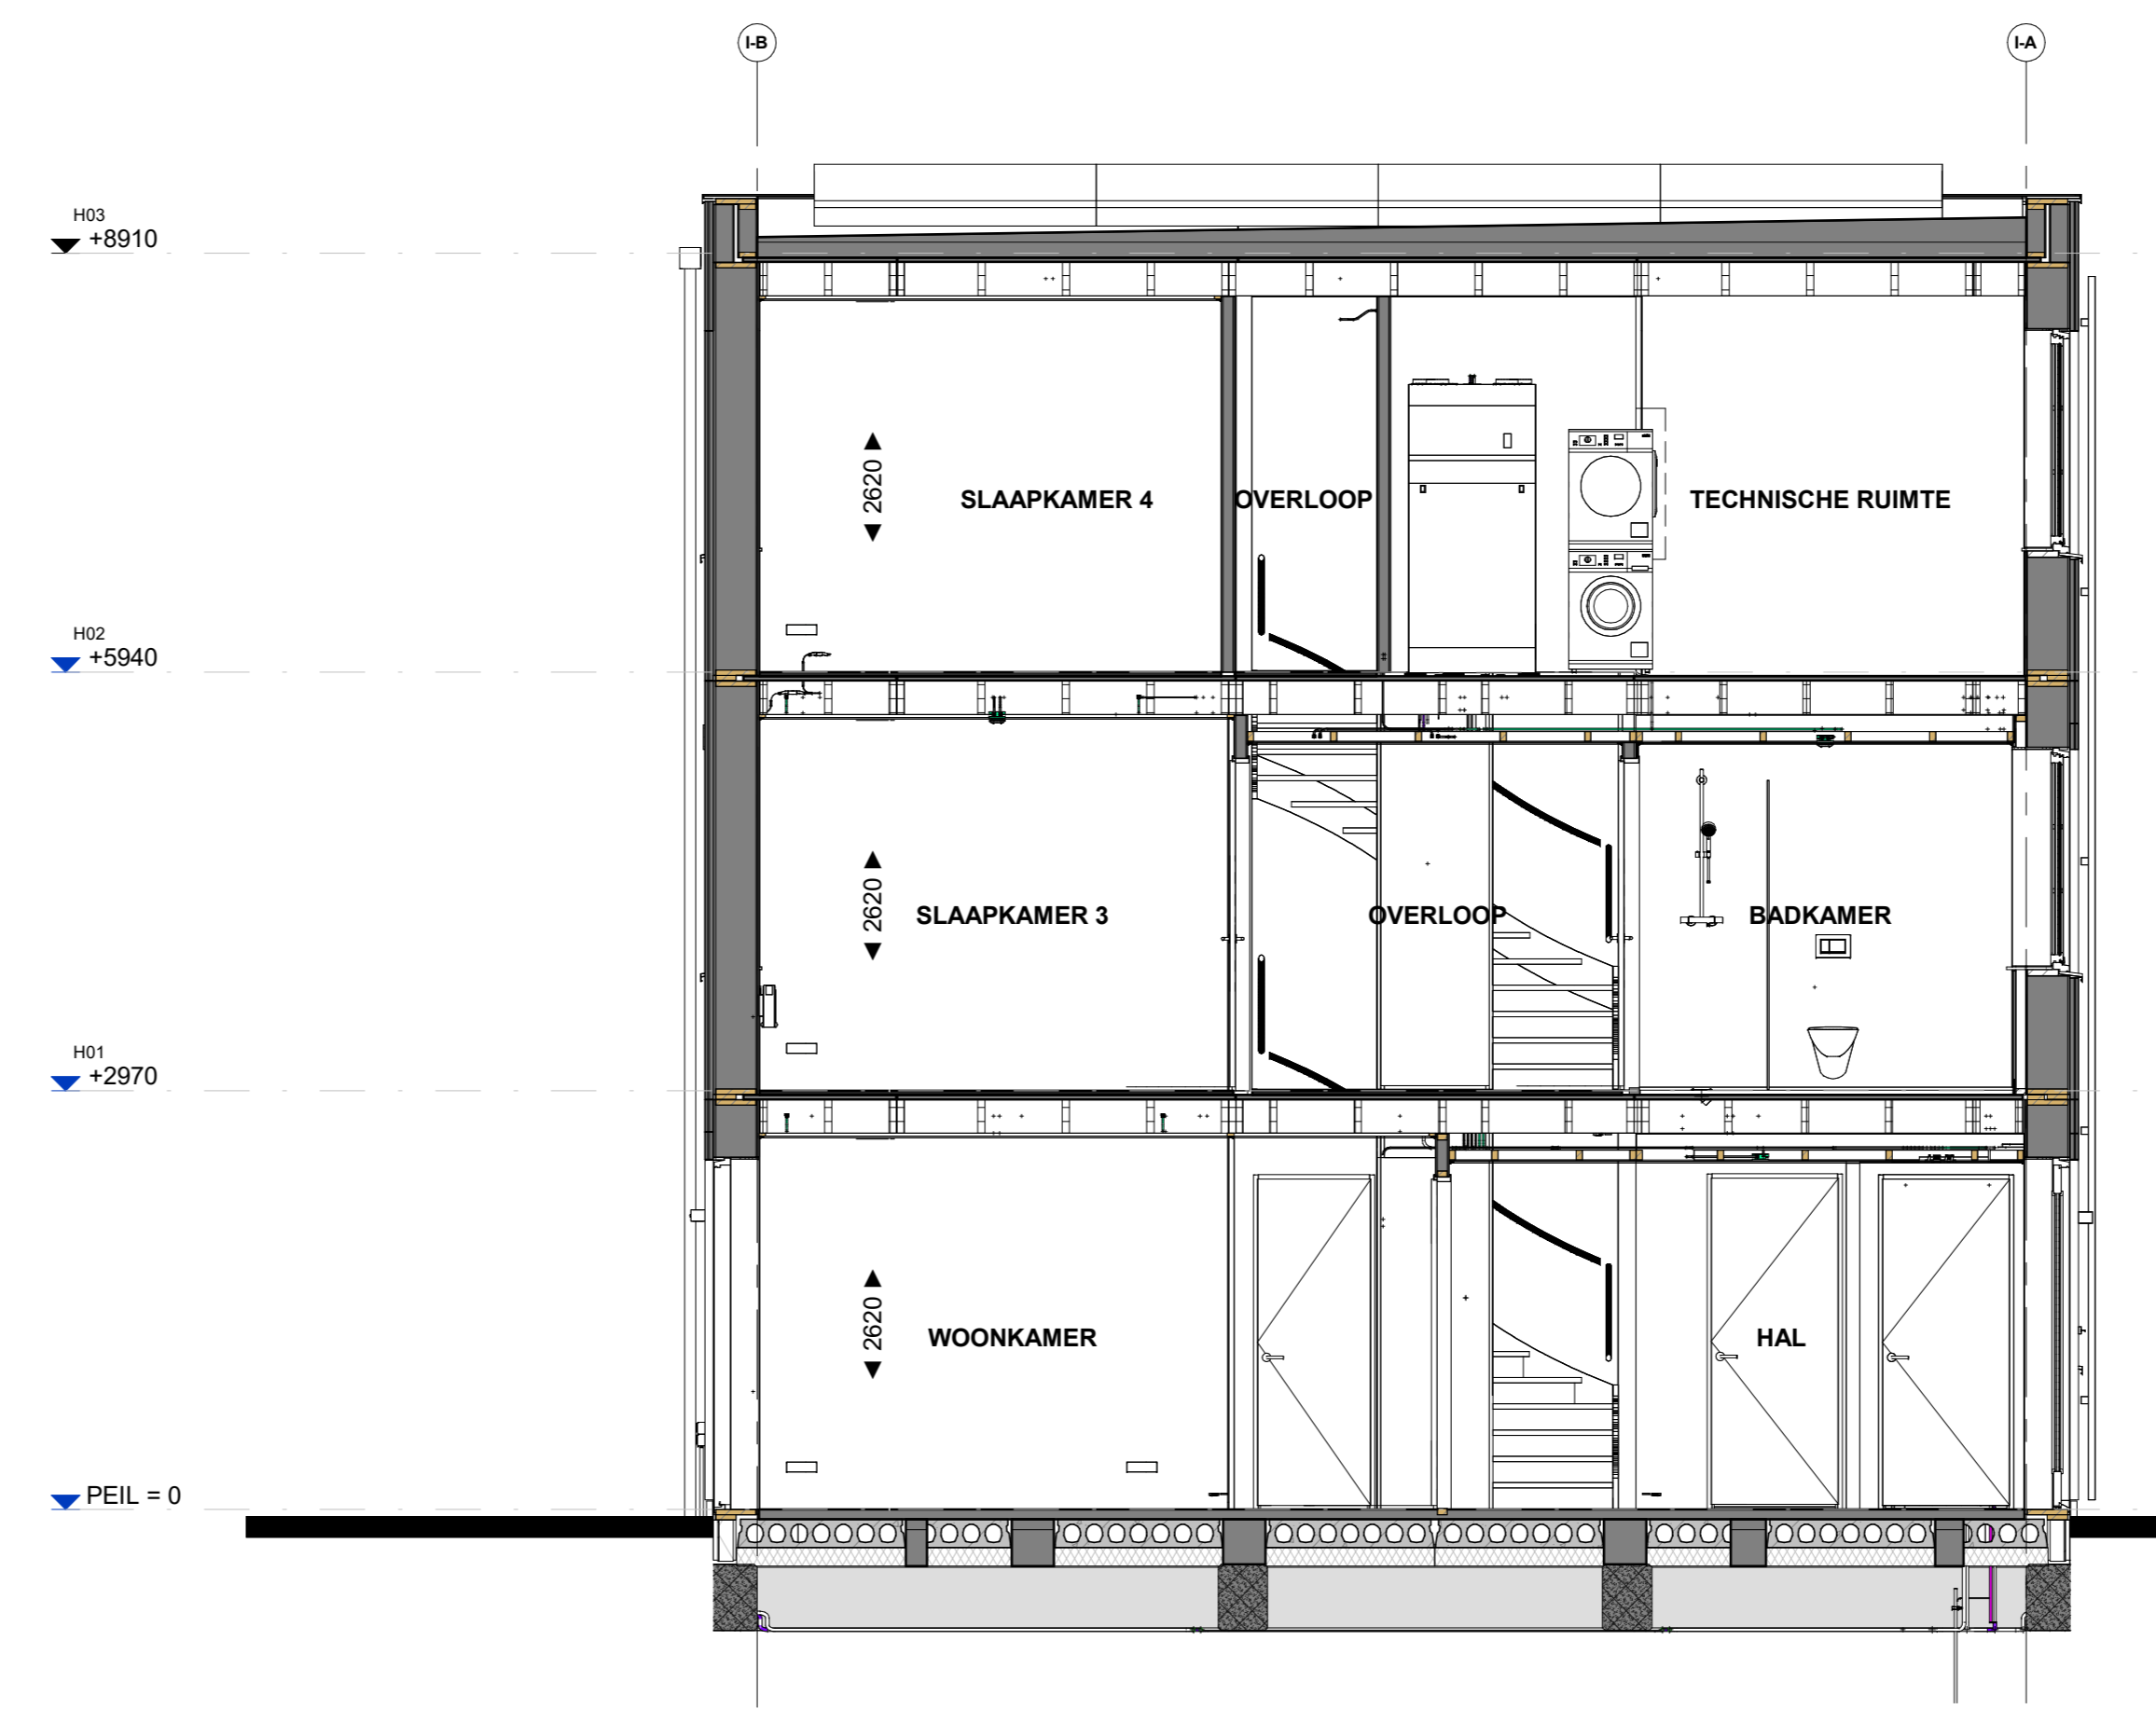 I-B
I-A
H03
+8910
2620
SLAAPKAMER 4
OVERLOOP
TECHNISCHE RUIMTE
H02
+5940
2620
SLAAPKAMER 3
OVERLOOP
BADKAMER
H01
+2970
2620
WOONKAMER
HAL
PEIL = 0